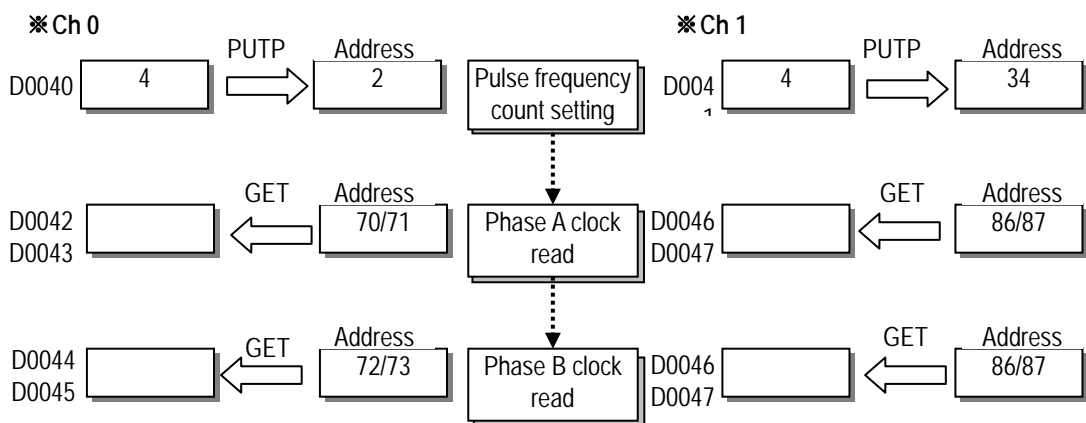 ※ Ch 0
※ Ch 1
PUTP
Address
PUTP
Address
D0040
4
2
Pulse frequency
count setting
D004
1
4
34
GET
Address
GET
Address
D0042
D0043
70/71
Phase A clock
read
D0046
D0047
86/87
GET
Address
GET
Address
D0044
D0045
72/73
Phase B clock
read
D0046
D0047
86/87